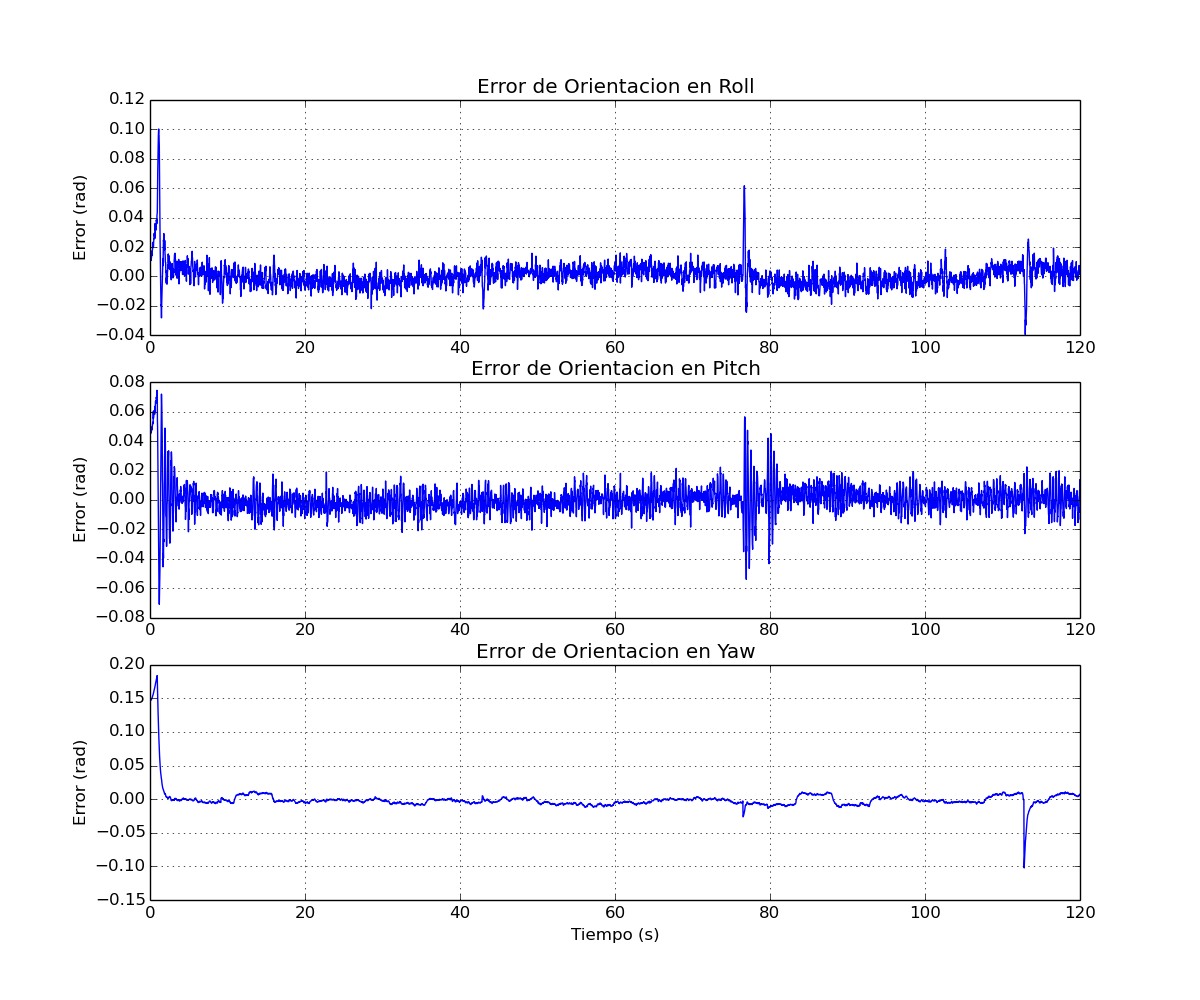 Error de Orientacion en Roll
0.12
0.10
0.08
0.06
0.04
0.02
0.00
−0.02
−0.04
Error (rad)
0 20 40 60 80 100 120
Error de Orientacion en Pitch
0.08
0.06
0.04
0.02
0.00
−0.02
−0.04
−0.06
−0.08
Error (rad)
0 20 40 60 80 100 120
Error de Orientacion en Yaw
0.20
0.15
0.10
0.05
0.00
−0.05
−0.10
−0.15
Error (rad)
0 20 40 60 80 100 120
Tiempo (s)